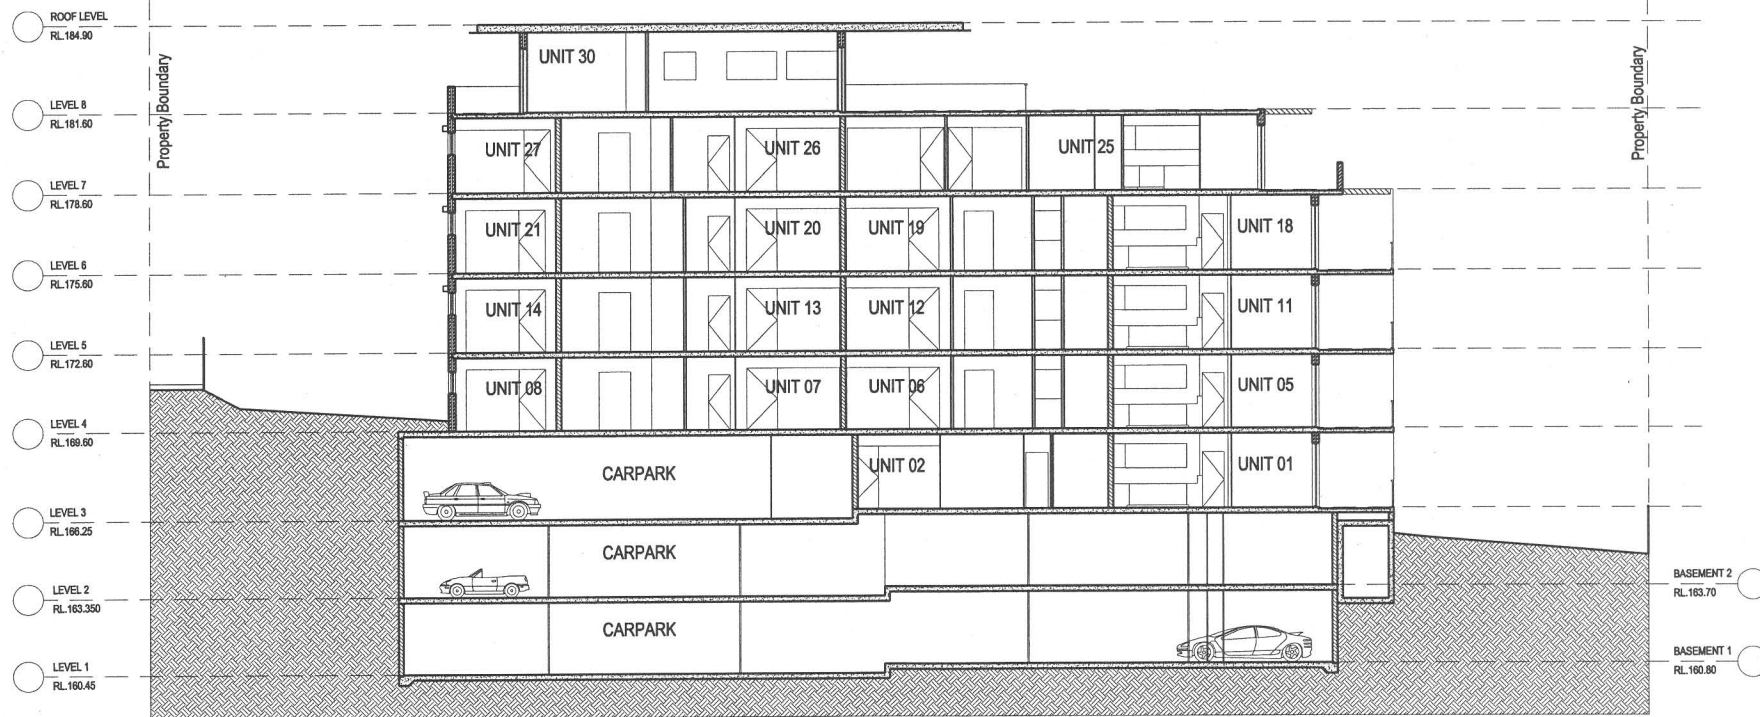 ROOF LEVEL
RL.184.90
Property Boundary
Property Boundary
UNIT 30
LEVEL 8
RL.181.60
UNIT 27
UNIT 26
UNIT 25
LEVEL 7
RL.178.60
UNIT 21
UNIT 20
UNIT 19
UNIT 18
LEVEL 6
RL.175.60
UNIT 14
UNIT 13
UNIT 12
UNIT 11
LEVEL 5
RL.172.60
UNIT 08
UNIT 07
UNIT 06
UNIT 05
LEVEL 4
RL.169.60
CARPARK
UNIT 02
UNIT 01
LEVEL 3
RL.166.25
CARPARK
LEVEL 2
RL.163.350
BASEMENT 2
RL.163.70
CARPARK
LEVEL 1
RL.160.45
BASEMENT 1
RL.160.80